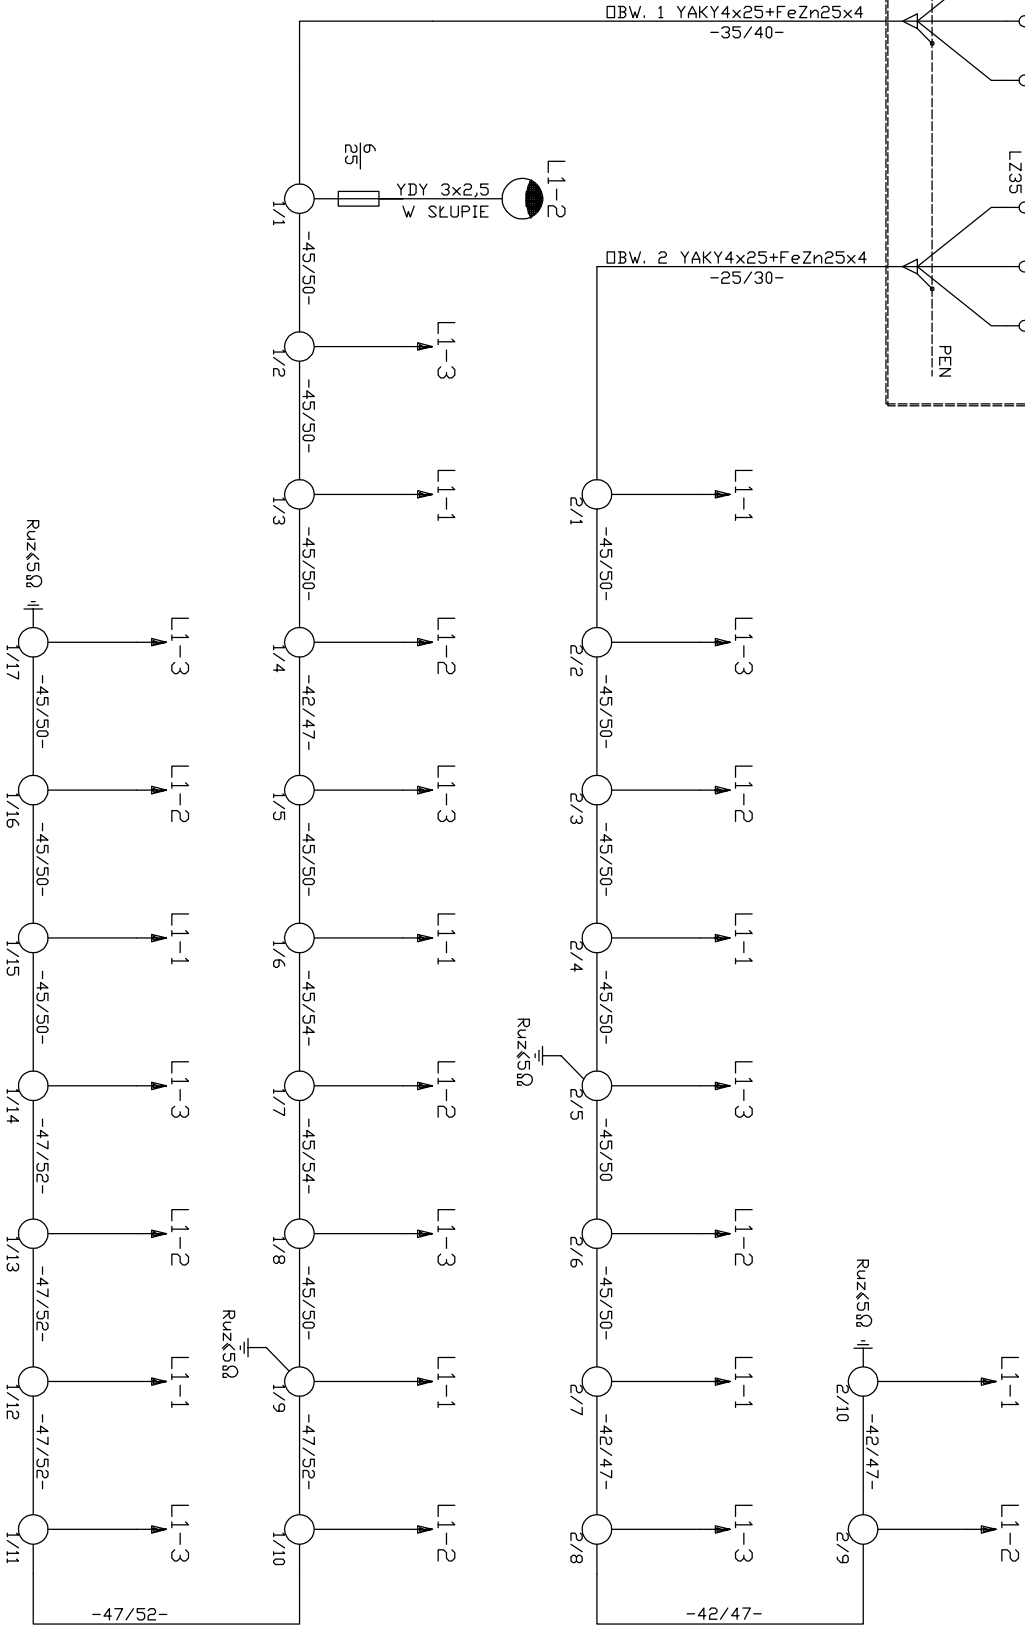 OBW. 1 YAKY4x25+FeZn25x4
-35/40-
LZ35
6
25
YDY 3x2,5
W SŁUPIE
L1-2
1/1
-45/50-
OBW. 2 YAKY4x25+FeZn25x4
-25/30-
PEN
L1-3
1/2
-45/50-
L1-1
1/3
-45/50-
L1-2
1/4
-42/47-
L1-3
1/5
-45/50-
L1-1
1/6
-45/54-
L1-2
1/7
-45/54-
L1-3
1/8
-45/50-
L1-1
1/9
Ruz<5Ω
-47/52-
L1-2
1/10
-47/52-
L1-3
1/11
-47/52-
L1-1
1/12
-47/52-
L1-2
1/13
-47/52-
L1-3
1/14
-45/50-
L1-1
1/15
-45/50-
L1-2
1/16
-45/50-
L1-3
1/17
Ruz<5Ω
L1-1
2/1
-45/50-
L1-3
2/2
-45/50-
L1-2
2/3
-45/50-
L1-1
2/4
-45/50-
L1-3
2/5
Ruz<5Ω
-45/50
L1-2
2/6
-45/50-
L1-1
2/7
-42/47-
L1-3
2/8
-42/47-
L1-2
2/9
-42/47-
L1-1
2/10
Ruz<5Ω